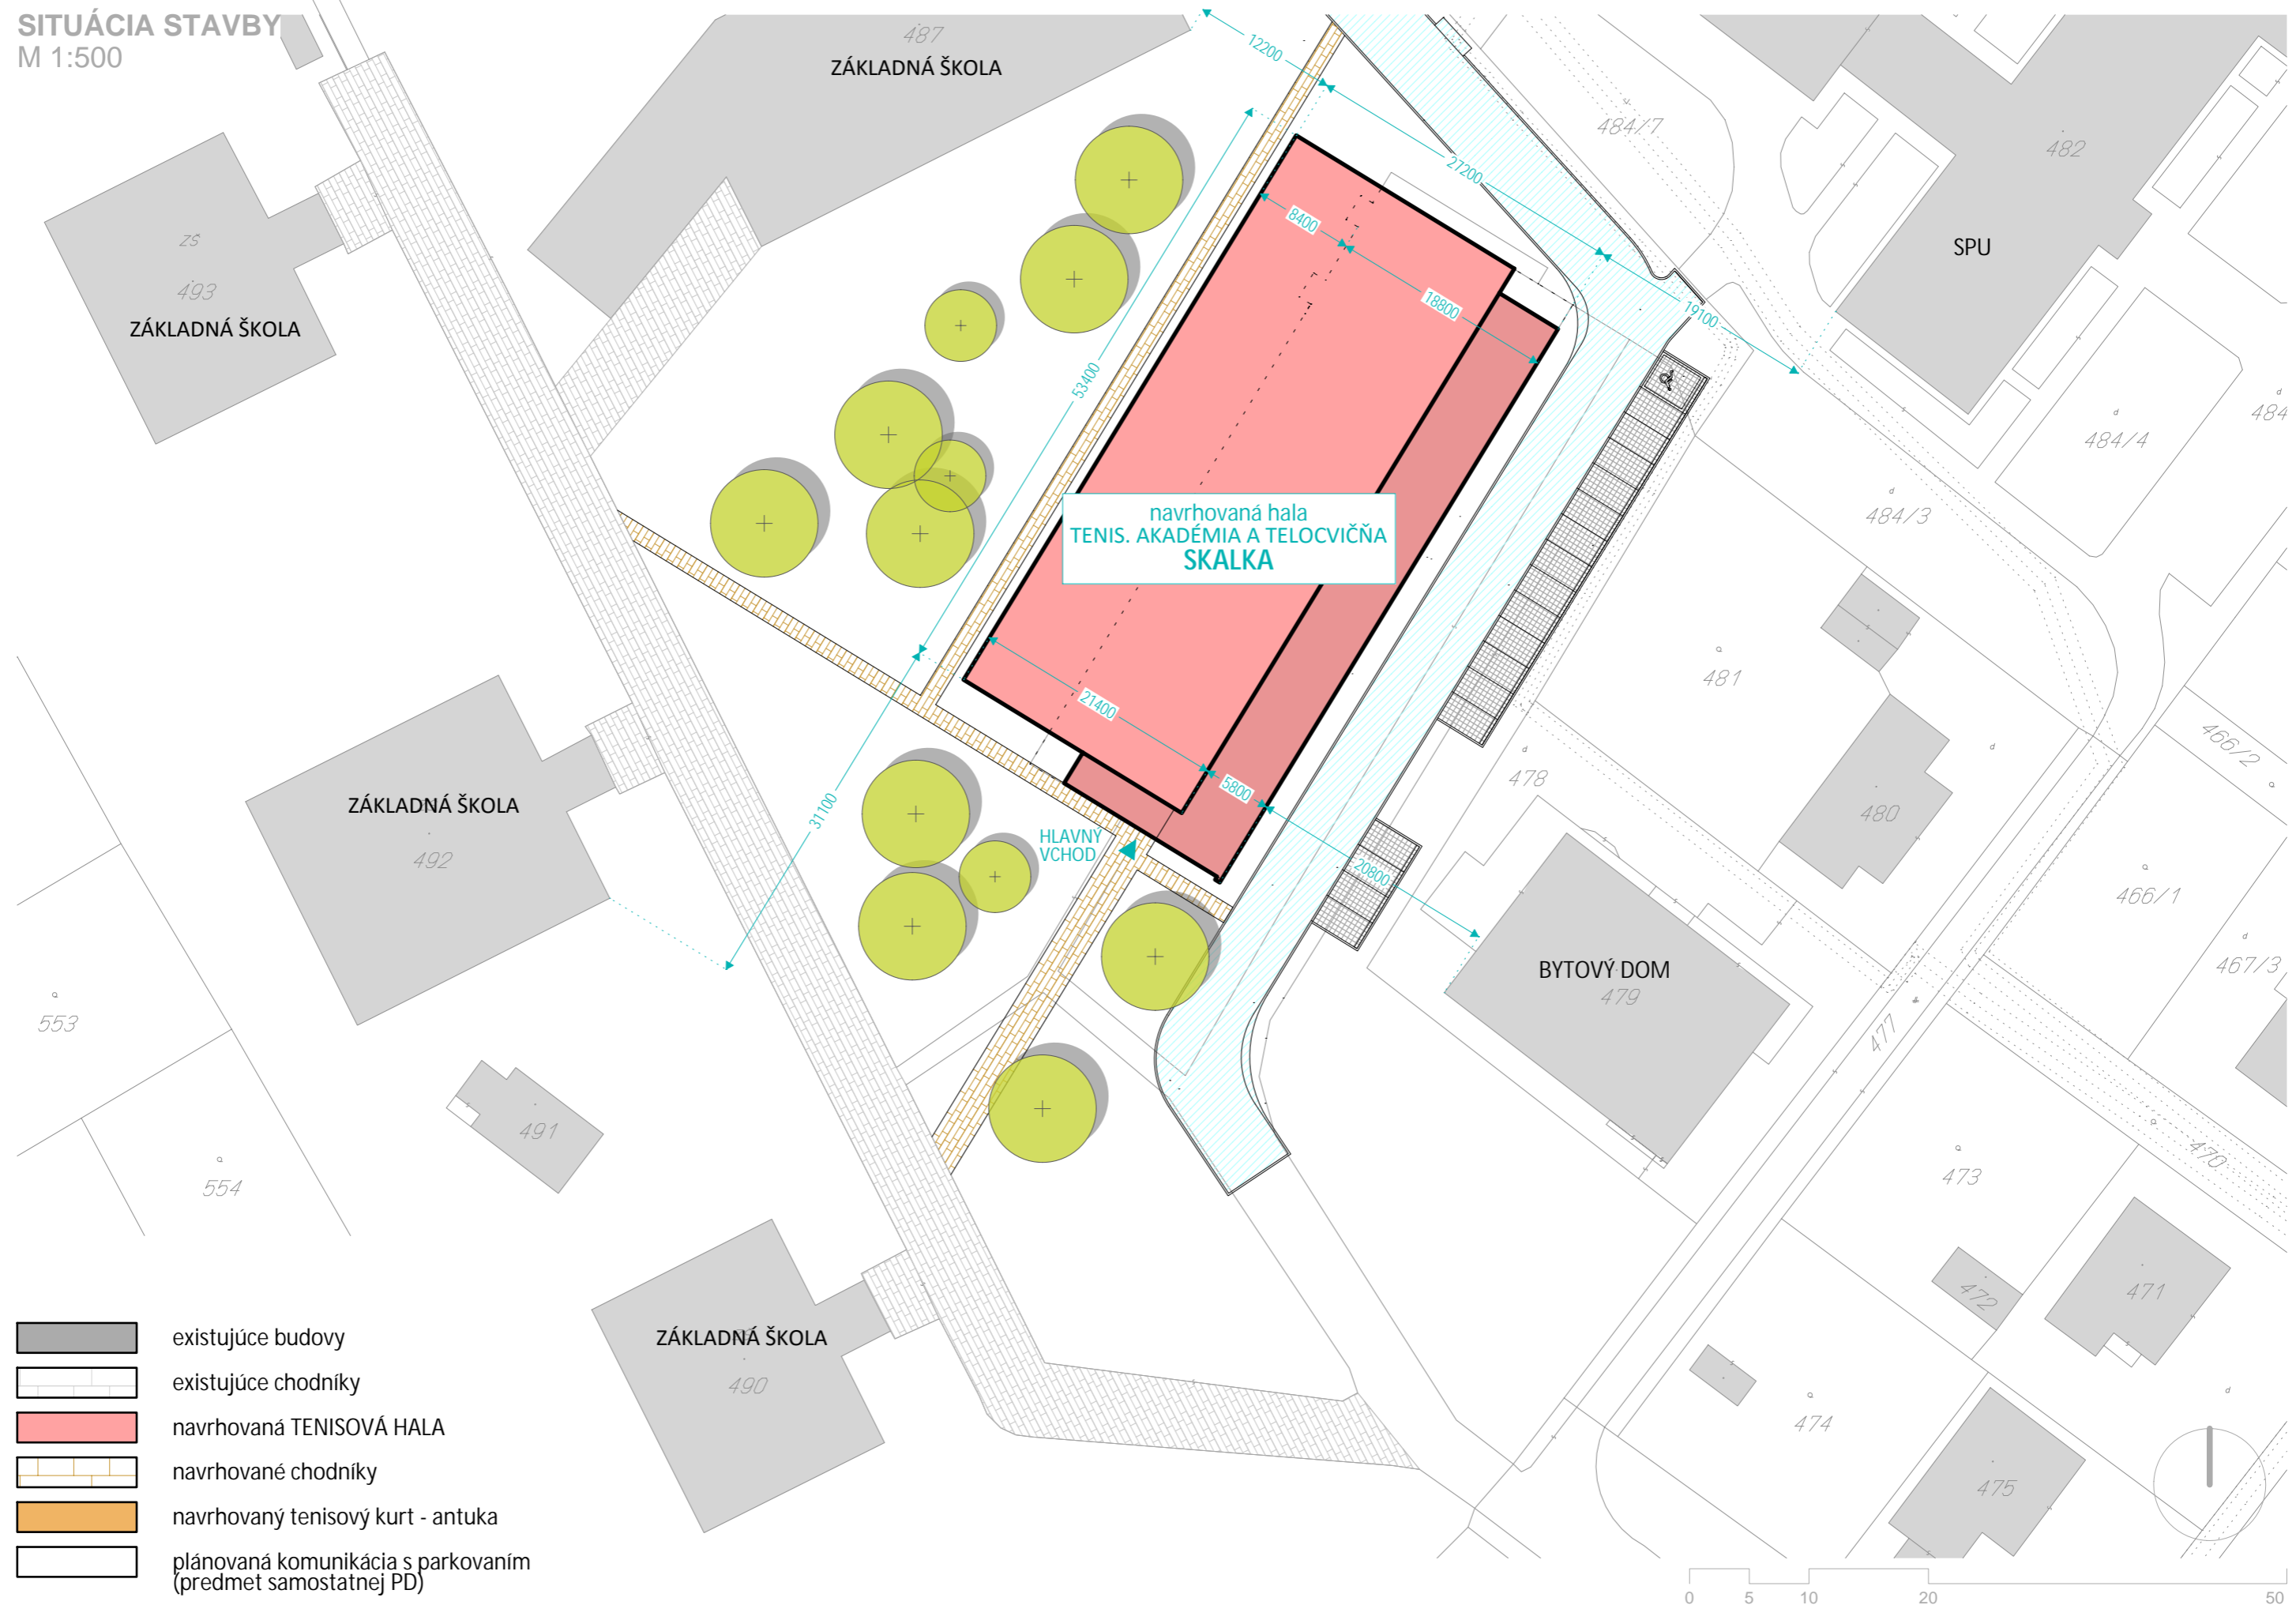 SITUÁCIA STAVBY
M 1:500
487
ZÁKLADNÁ ŠKOLA
12200
484/7
482
27200
SPU
ZŠ
493
ZÁKLADNÁ ŠKOLA
8400
18800
19100
53400
484
484/4
484/3
navrhovaná hala
TENIS. AKADÉMIA A TELOCVIČŇA
SKALKA
481
21400
466/2
478
5800
480
31100
ZÁKLADNÁ ŠKOLA
492
HLAVNÝ
VCHOD
20800
466/1
467/3
BYTOVÝ DOM
479
553
477
491
554
470
473
471
472
ZÁKLADNÁ ŠKOLA
490
474
475
existujúce budovy
existujúce chodníky
navrhovaná TENISOVÁ HALA
navrhované chodníky
navrhovaný tenisový kurt - antuka
plánovaná komunikácia s parkovaním
(predmet samostatnej PD)
0 5 10 20 50